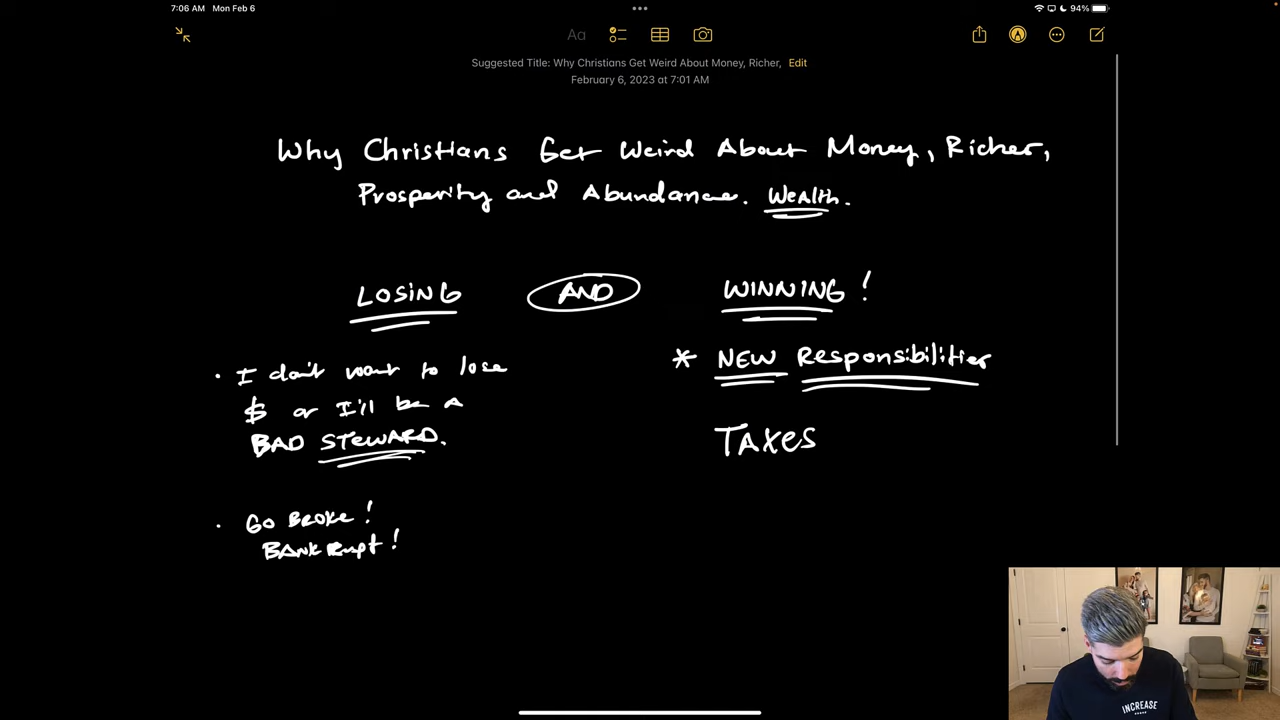 7:06 AM Mon Feb 6
94%
Aa
Suggested Title: Why Christians Get Weird About Money, Richer, Edit
February 6, 2023 at 7:01 AM
Why Christians Get Weird About Money, Richer,
Prosperity and Abundance. Wealth.
LOSING AND WINNING!
* NEW Responsibilities
• I don't want to lose
$ or I'll be a
BAD STEWARD.
TAXES
• Go BROKE!
BANKRupt!
INCREASE